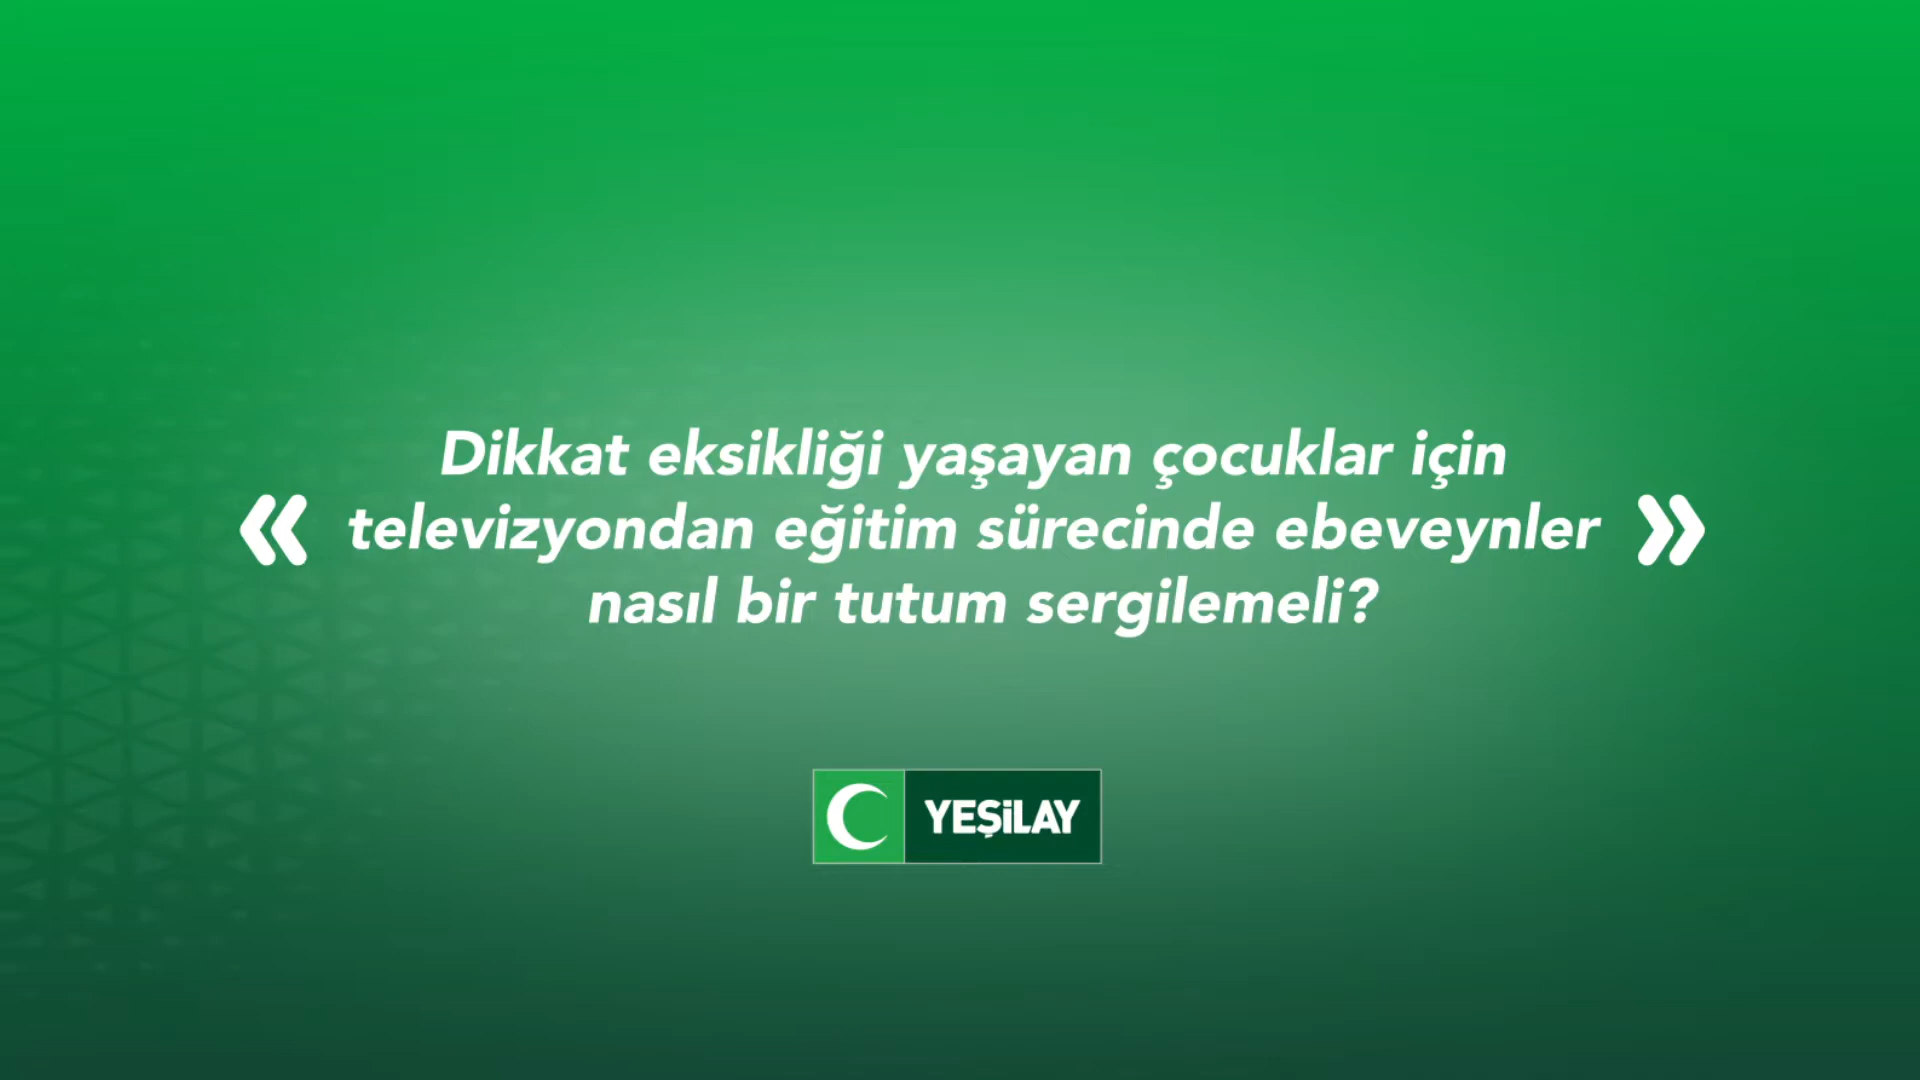 Dikkat eksikliği yaşayan çocuklar için
« televizyondan eğitim sürecinde ebeveynler »
nasıl bir tutum sergilemeli?
YEŞİLAY